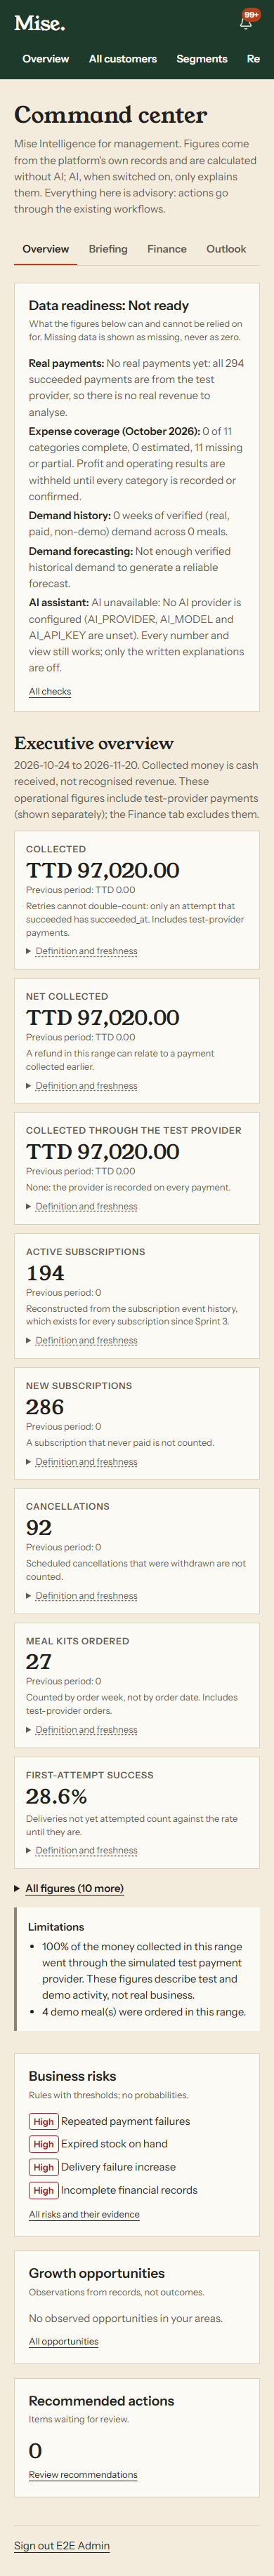 Mise.
99+
Overview All customers Segments Re
Command center
Mise Intelligence for management. Figures come
from the platform's own records and are calculated
without AI; AI, when switched on, only explains
them. Everything here is advisory: actions go
through the existing workflows.
Overview Briefing Finance Outlook
Data readiness: Not ready
What the figures below can and cannot be relied on
for. Missing data is shown as missing, never as zero.
Real payments: No real payments yet: all 294
succeeded payments are from the test
provider, so there is no real revenue to
analyse.
Expense coverage (October 2026): 0 of 11
categories complete, 0 estimated, 11 missing
or partial. Profit and operating results are
withheld until every category is recorded or
confirmed.
Demand history: 0 weeks of verified (real,
paid, non-demo) demand across 0 meals.
Demand forecasting: Not enough verified
historical demand to generate a reliable
forecast.
AI assistant: AI unavailable: No AI provider is
configured (AI_PROVIDER, AI_MODEL and
AI_API_KEY are unset). Every number and
view still works; only the written explanations
are off.
All checks
Executive overview
2026-10-24 to 2026-11-20. Collected money is cash
received, not recognised revenue. These
operational figures include test-provider payments
(shown separately); the Finance tab excludes them.
COLLECTED
TTD 97,020.00
Previous period: TTD 0.00
Retries cannot double-count: only an attempt that
succeeded has succeeded_at. Includes test-provider
payments.
▶ Definition and freshness
NET COLLECTED
TTD 97,020.00
Previous period: TTD 0.00
A refund in this range can relate to a payment
collected earlier.
▶ Definition and freshness
COLLECTED THROUGH THE TEST PROVIDER
TTD 97,020.00
Previous period: TTD 0.00
None: the provider is recorded on every payment.
▶ Definition and freshness
ACTIVE SUBSCRIPTIONS
194
Previous period: 0
Reconstructed from the subscription event history,
which exists for every subscription since Sprint 3.
▶ Definition and freshness
NEW SUBSCRIPTIONS
286
Previous period: 0
A subscription that never paid is not counted.
▶ Definition and freshness
CANCELLATIONS
92
Previous period: 0
Scheduled cancellations that were withdrawn are not
counted.
▶ Definition and freshness
MEAL KITS ORDERED
27
Previous period: 0
Counted by order week, not by order date. Includes
test-provider orders.
▶ Definition and freshness
FIRST-ATTEMPT SUCCESS
28.6%
Deliveries not yet attempted count against the rate
until they are.
▶ Definition and freshness
▶ All figures (10 more)
Limitations
• 100% of the money collected in this range
went through the simulated test payment
provider. These figures describe test and
demo activity, not real business.
• 4 demo meal(s) were ordered in this range.
Business risks
Rules with thresholds; no probabilities.
High Repeated payment failures
High Expired stock on hand
High Delivery failure increase
High Incomplete financial records
All risks and their evidence
Growth opportunities
Observations from records, not outcomes.
No observed opportunities in your areas.
All opportunities
Recommended actions
Items waiting for review.
0
Review recommendations
Sign out E2E Admin